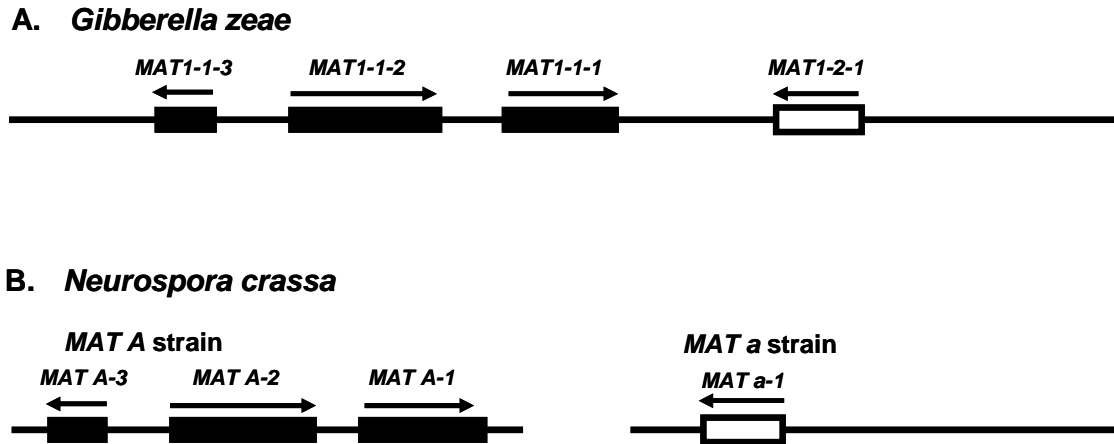 A. Gibberella zeae
MAT1-1-3 MAT1-1-2 MAT1-1-1 MAT1-2-1
B. Neurospora crassa
MAT A strain MAT a strain
MAT A-3 MAT A-2 MAT A-1 MAT a-1